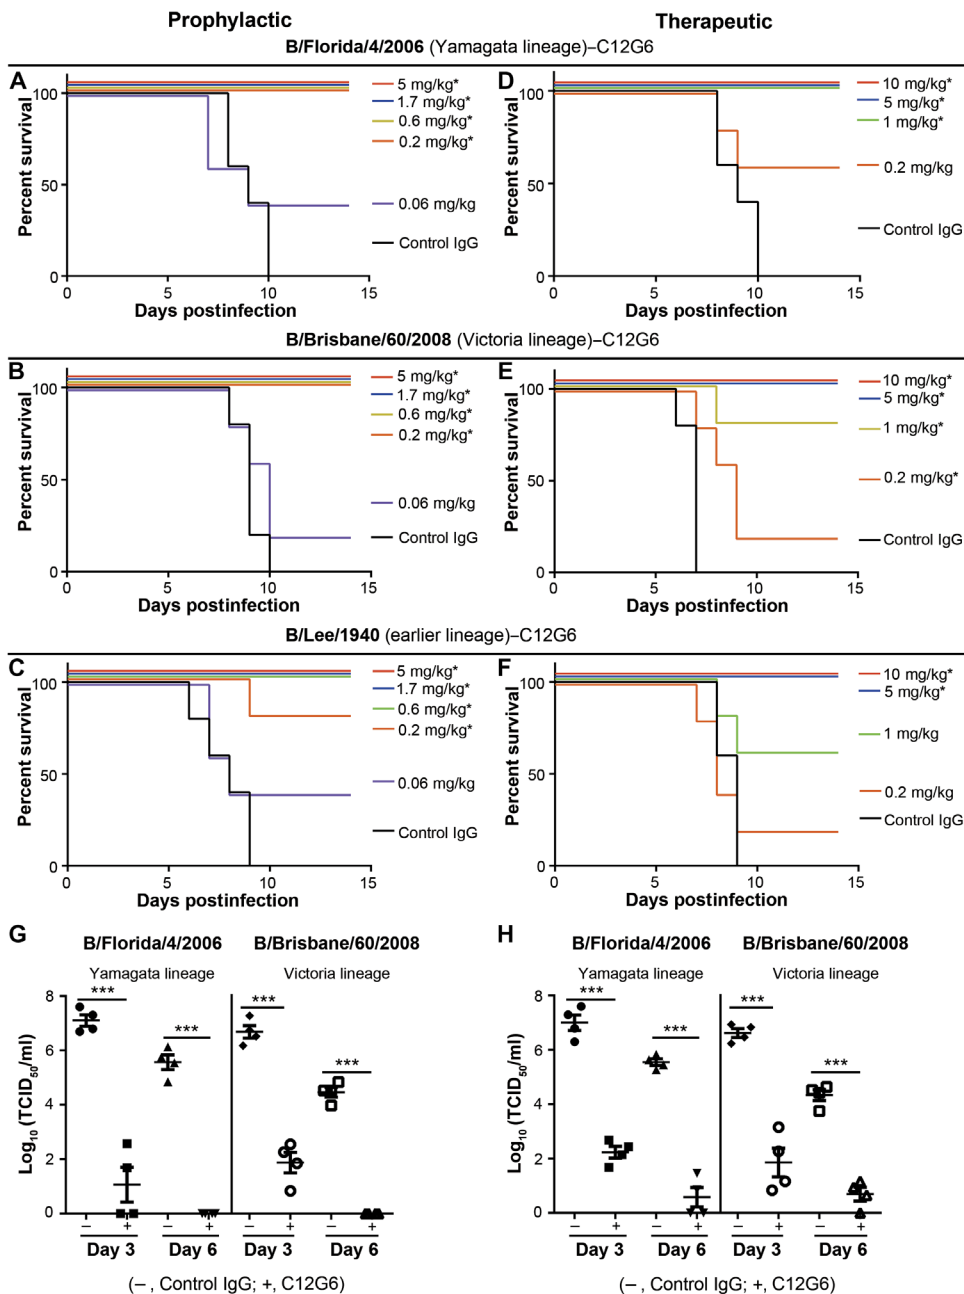 Prophylactic
Therapeutic
B/Florida/4/2006 (Yamagata lineage)–C12G6
A
Percent survival
100
50
0
0
5
10
15
Days postinfection
5 mg/kg*
1.7 mg/kg*
0.6 mg/kg*
0.2 mg/kg*
0.06 mg/kg
Control IgG
D
Percent survival
100
50
0
0
5
10
15
Days postinfection
10 mg/kg*
5 mg/kg*
1 mg/kg*
0.2 mg/kg
Control IgG
B/Brisbane/60/2008 (Victoria lineage)–C12G6
B
Percent survival
100
50
0
0
5
10
15
Days postinfection
5 mg/kg*
1.7 mg/kg*
0.6 mg/kg*
0.2 mg/kg*
0.06 mg/kg
Control IgG
E
Percent survival
100
50
0
0
5
10
15
Days postinfection
10 mg/kg*
5 mg/kg*
1 mg/kg*
0.2 mg/kg*
Control IgG
B/Lee/1940 (earlier lineage)–C12G6
C
Percent survival
100
50
0
0
5
10
15
Days postinfection
5 mg/kg*
1.7 mg/kg*
0.6 mg/kg*
0.2 mg/kg*
0.06 mg/kg
Control IgG
F
Percent survival
100
50
0
0
5
10
15
Days postinfection
10 mg/kg*
5 mg/kg*
1 mg/kg
0.2 mg/kg
Control IgG
G
B/Florida/4/2006
B/Brisbane/60/2008
Yamagata lineage
Victoria lineage
Log10 (TCID50/ml)
8
6
4
2
0
***
***
***
***
– + – + – + – +
Day 3 Day 6 Day 3 Day 6
(– , Control IgG; +, C12G6)
H
B/Florida/4/2006
B/Brisbane/60/2008
Yamagata lineage
Victoria lineage
Log10 (TCID50/ml)
8
6
4
2
0
***
***
***
***
– + – + – + – +
Day 3 Day 6 Day 3 Day 6
(– , Control IgG; +, C12G6)